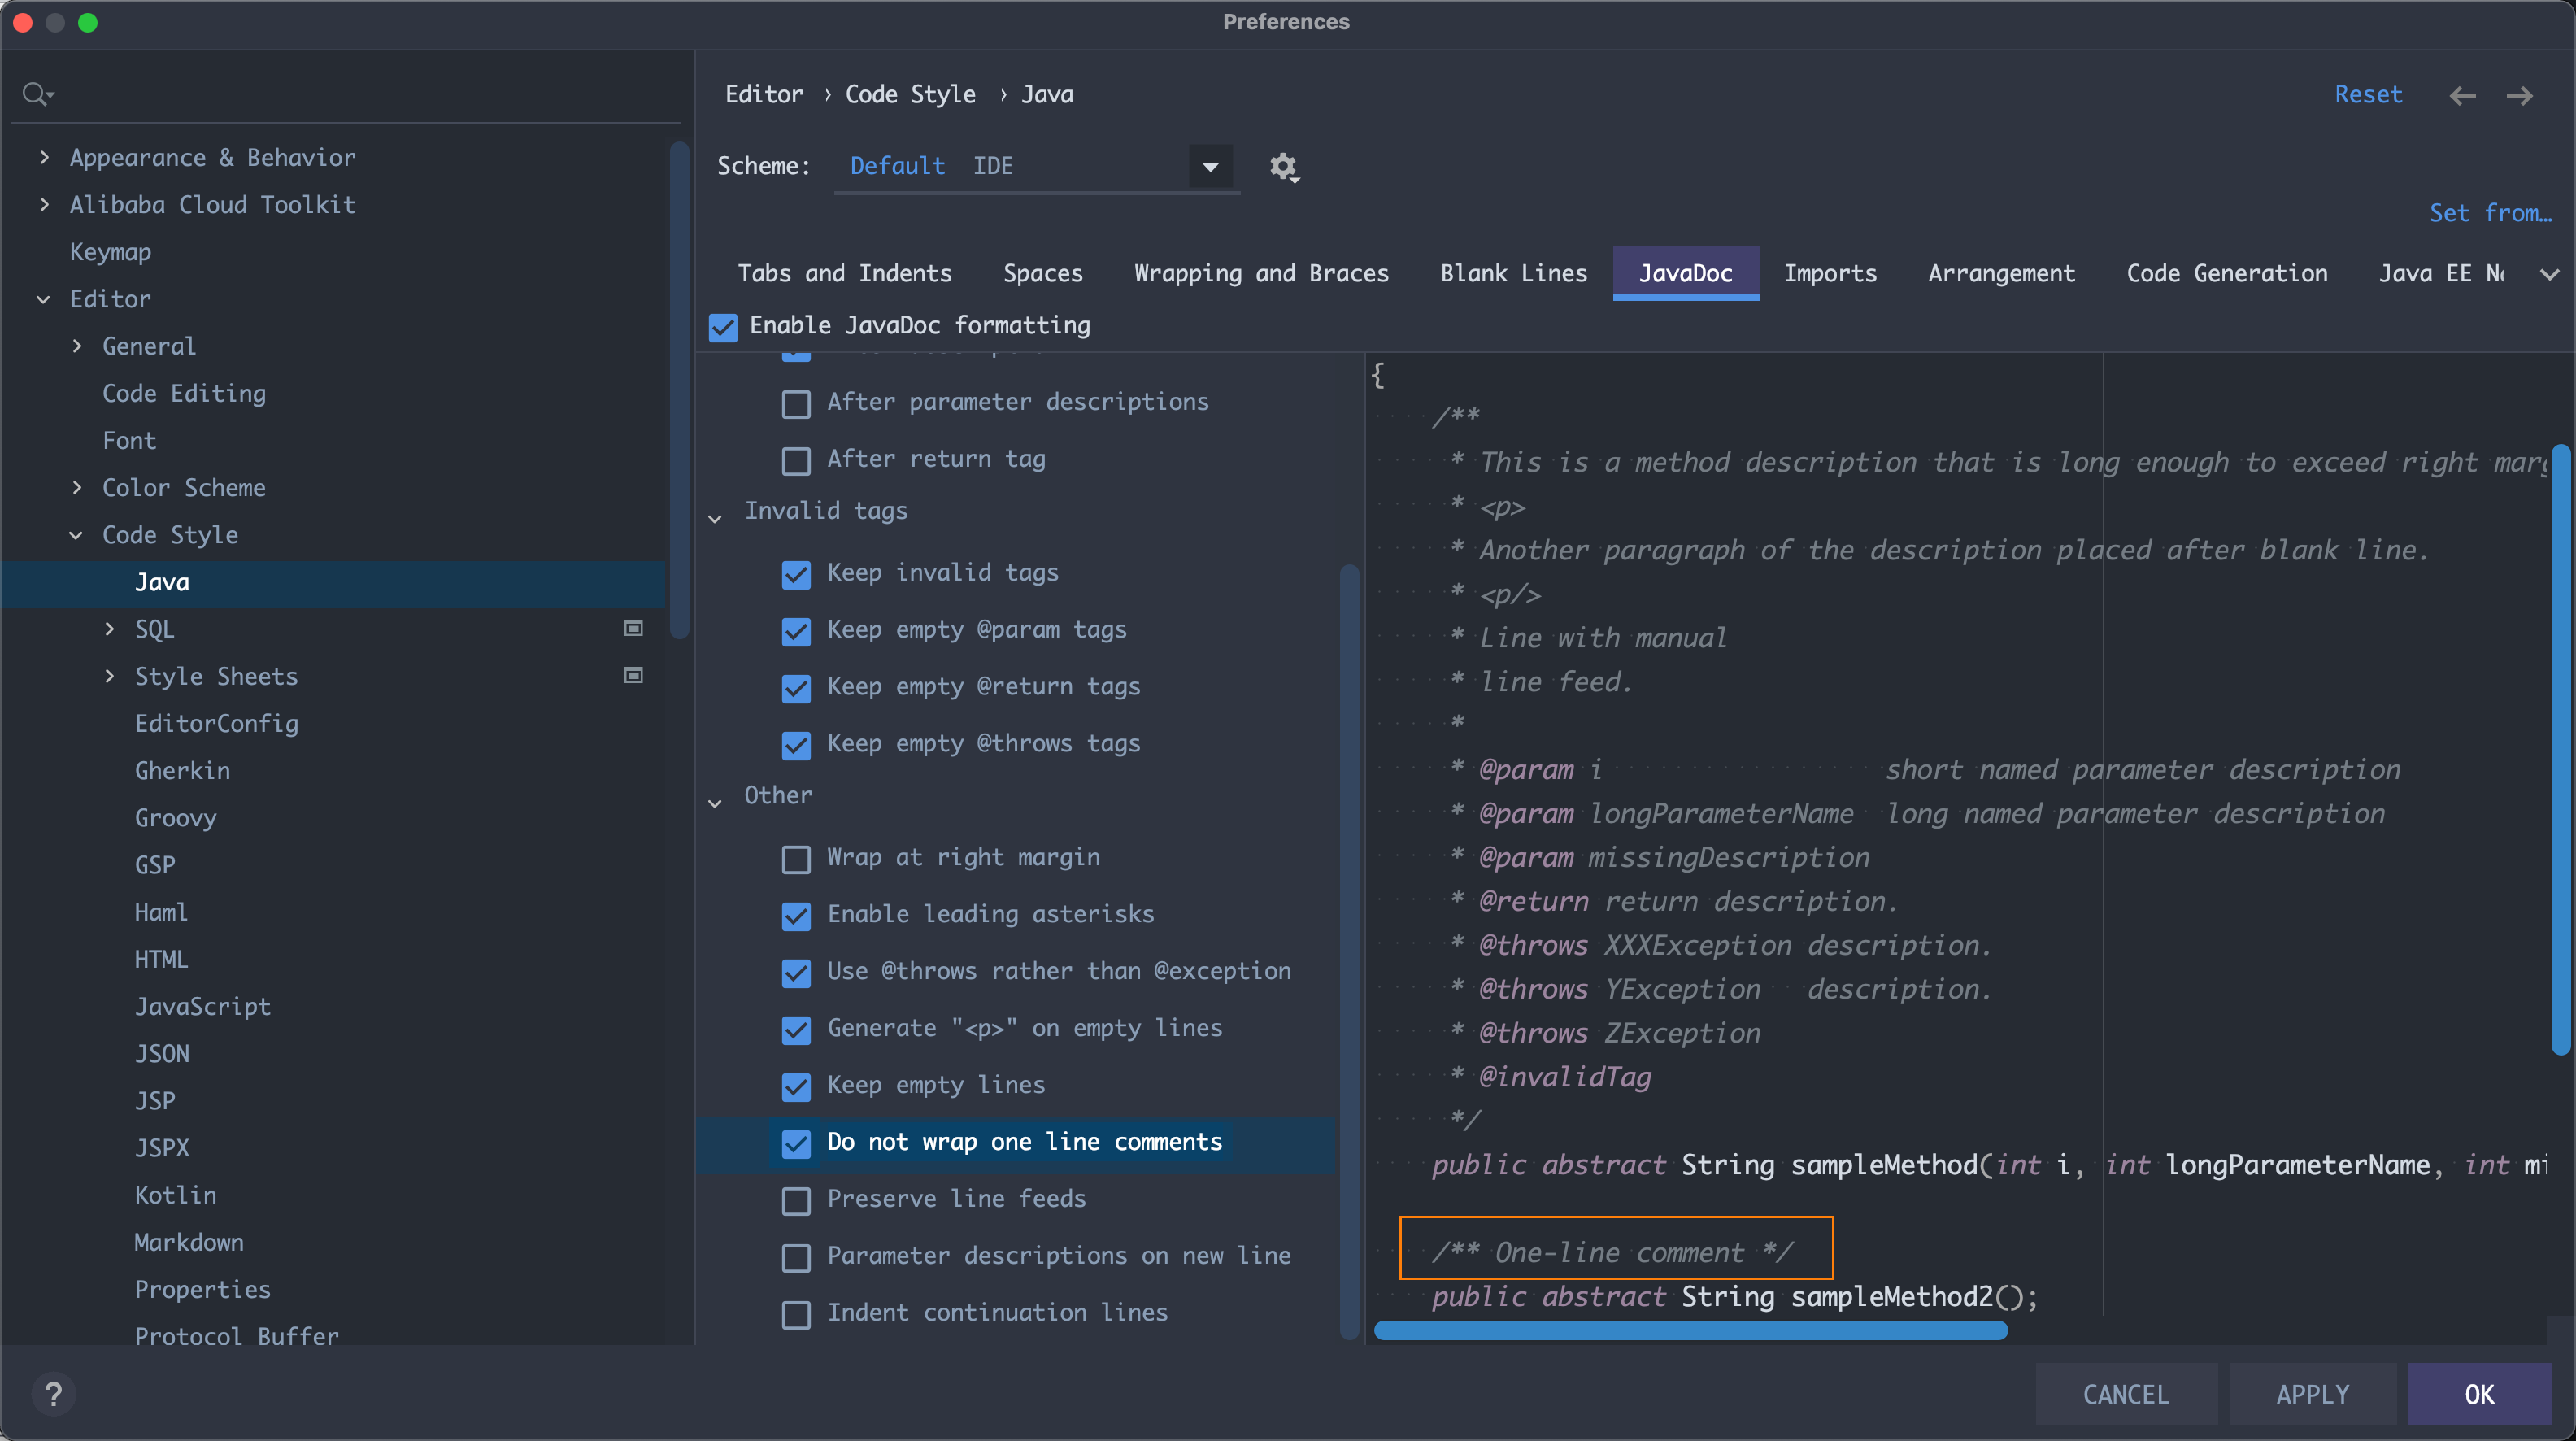 Preferences
Appearance & Behavior
Alibaba Cloud Toolkit
Keymap
Editor
General
Code Editing
Font
Color Scheme
Code Style
Java
SQL
Style Sheets
EditorConfig
Gherkin
Groovy
GSP
Haml
HTML
JavaScript
JSON
JSP
JSPX
Kotlin
Markdown
Properties
Protocol Buffer
Editor › Code Style › Java
Reset
Scheme: Default IDE
Set from…
Tabs and Indents Spaces Wrapping and Braces Blank Lines JavaDoc Imports Arrangement Code Generation Java EE
Enable JavaDoc formatting
After parameter descriptions
After return tag
Invalid tags
Keep invalid tags
Keep empty @param tags
Keep empty @return tags
Keep empty @throws tags
Other
Wrap at right margin
Enable leading asterisks
Use @throws rather than @exception
Generate "<p>" on empty lines
Keep empty lines
Do not wrap one line comments
Preserve line feeds
Parameter descriptions on new line
Indent continuation lines
{
/**
* This is a method description that is long enough to exceed right
* <p>
* Another paragraph of the description placed after blank line.
* <p/>
* Line with manual
* line feed.
*
* @param i short named parameter description
* @param longParameterName long named parameter description
* @param missingDescription
* @return return description.
* @throws XXXException description.
* @throws YException description.
* @throws ZException
* @invalidTag
*/
public abstract String sampleMethod(int i, int longParameterName, int
/** One-line comment */
public abstract String sampleMethod2();
?
CANCEL APPLY OK